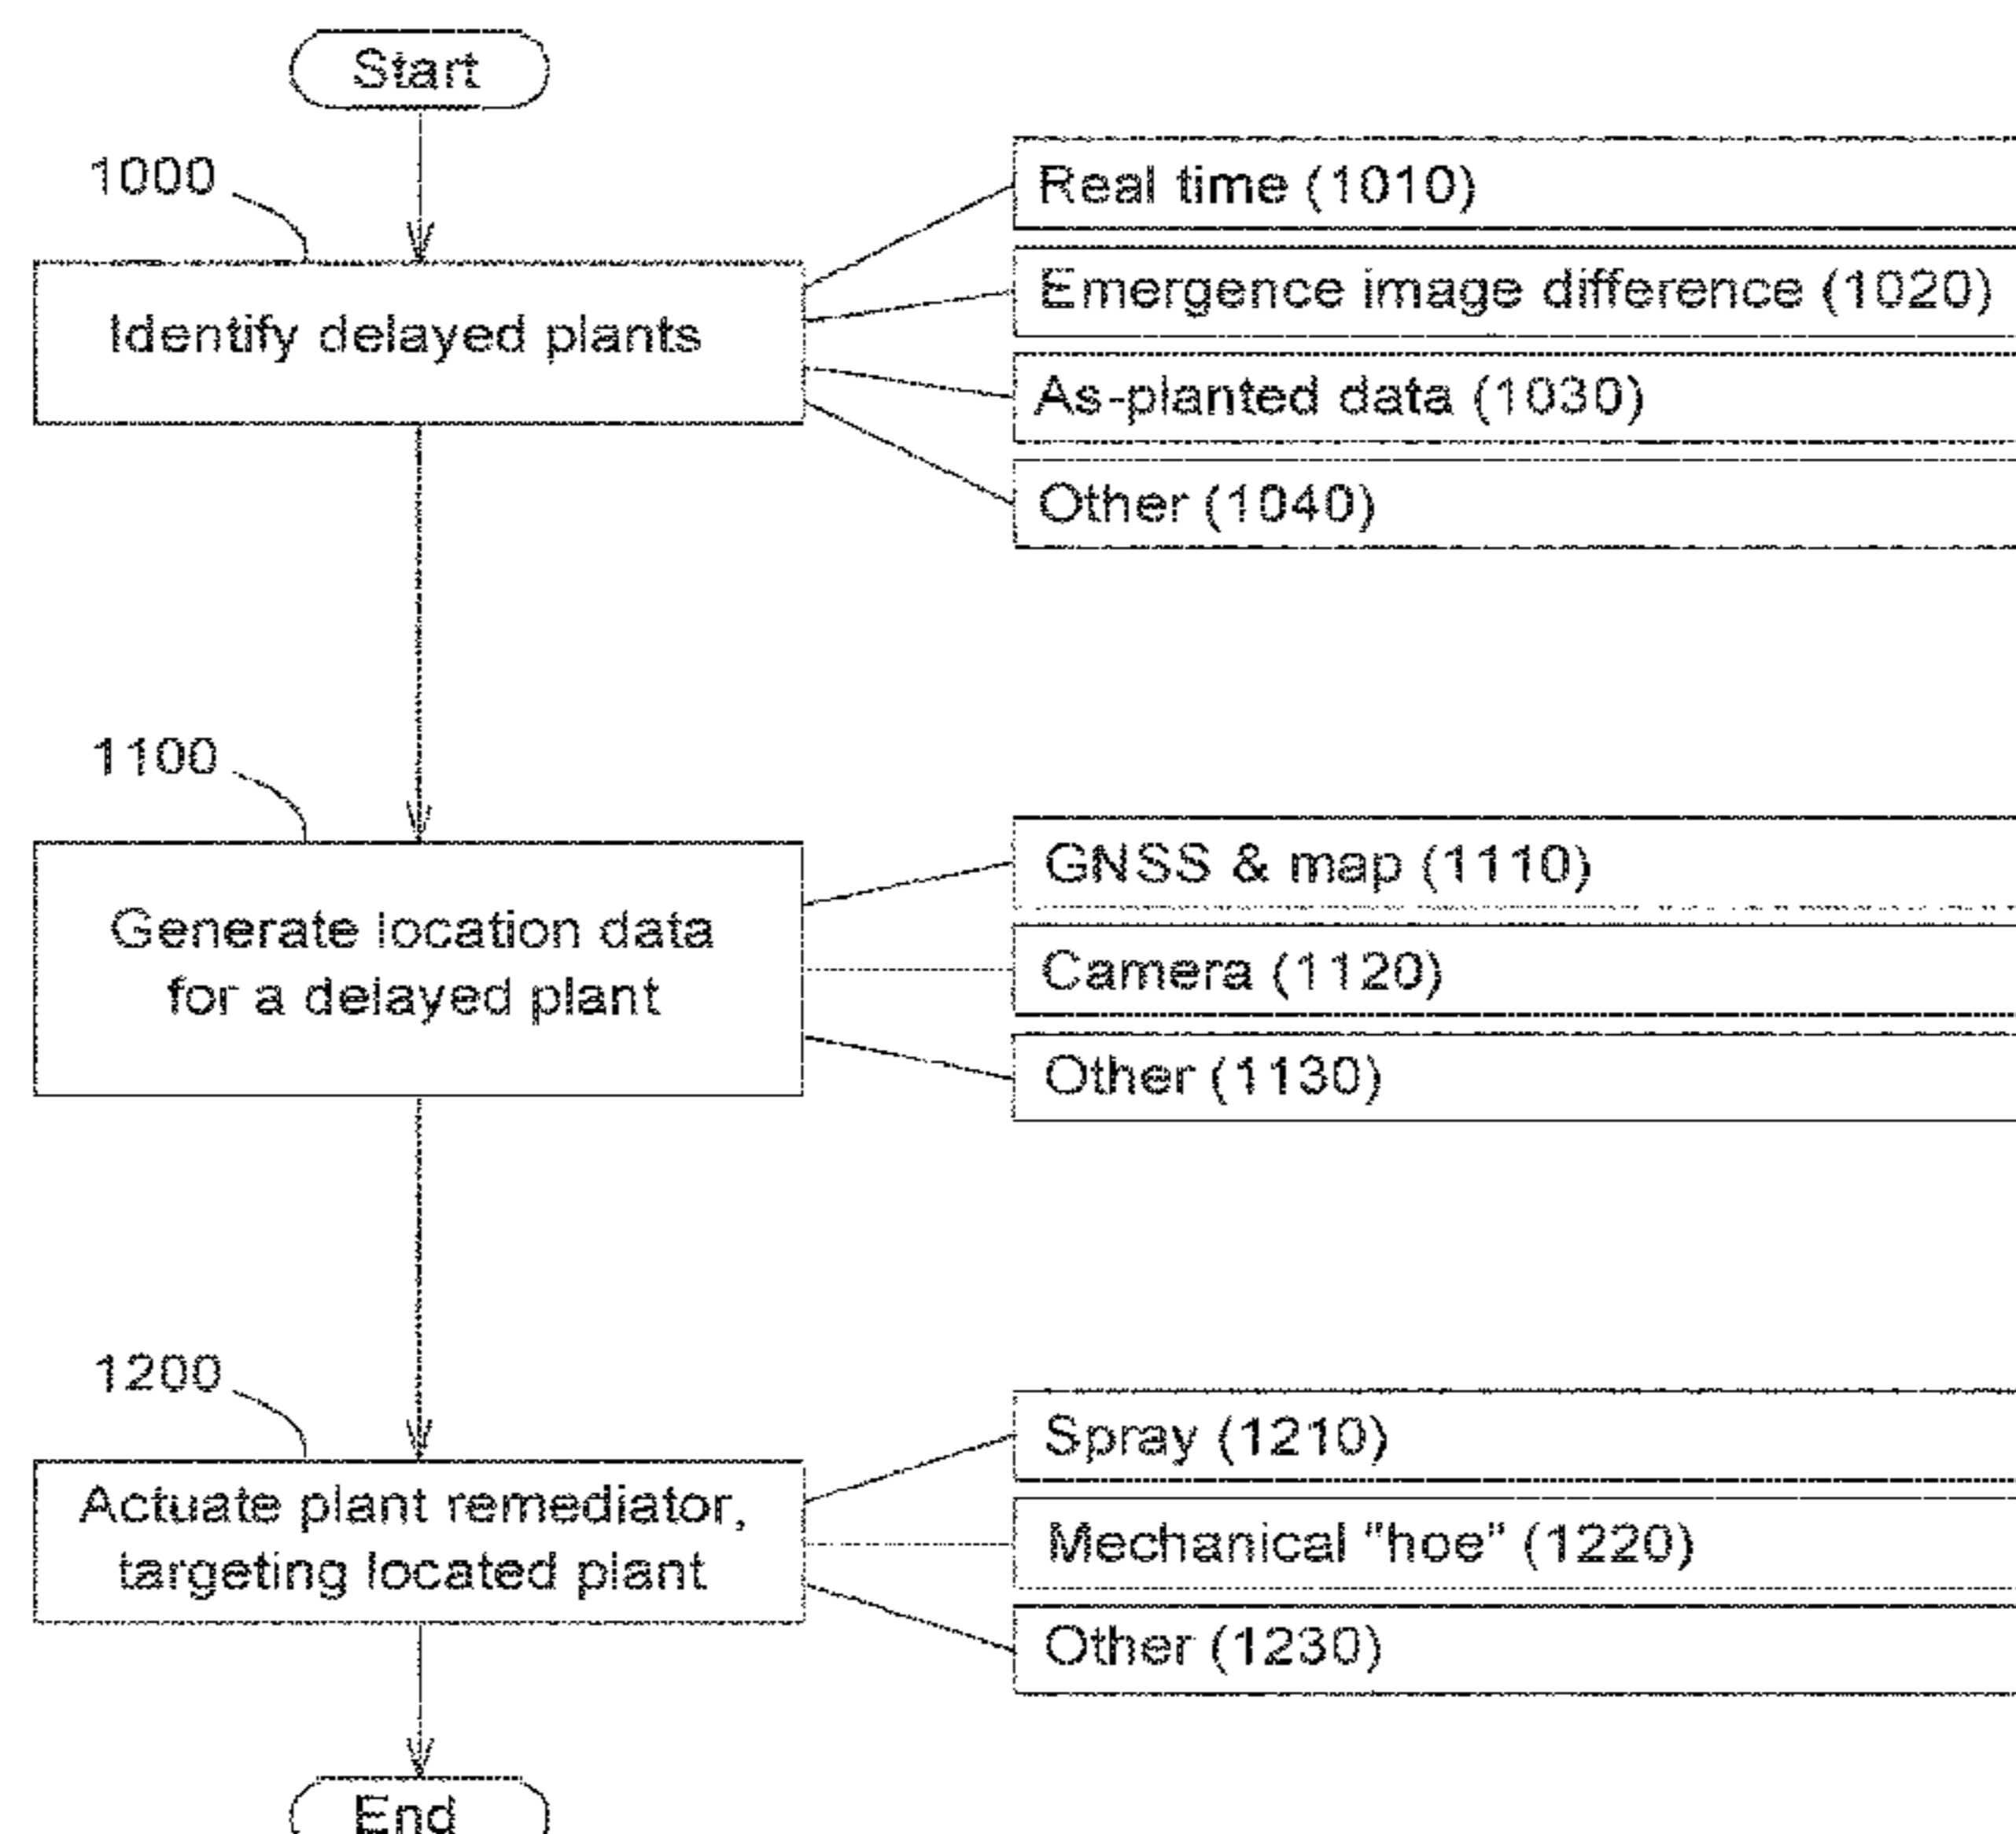 Start
1000
Identify delayed plants
Real time (1010)
Emergence image difference (1020)
As-planted data (1030)
Other (1040)
1100
Generate location data
for a delayed plant
GNSS & map (1110)
Camera (1120)
Other (1130)
1200
Actuate plant remediator,
targeting located plant
Spray (1210)
Mechanical "hoe" (1220)
Other (1230)
End